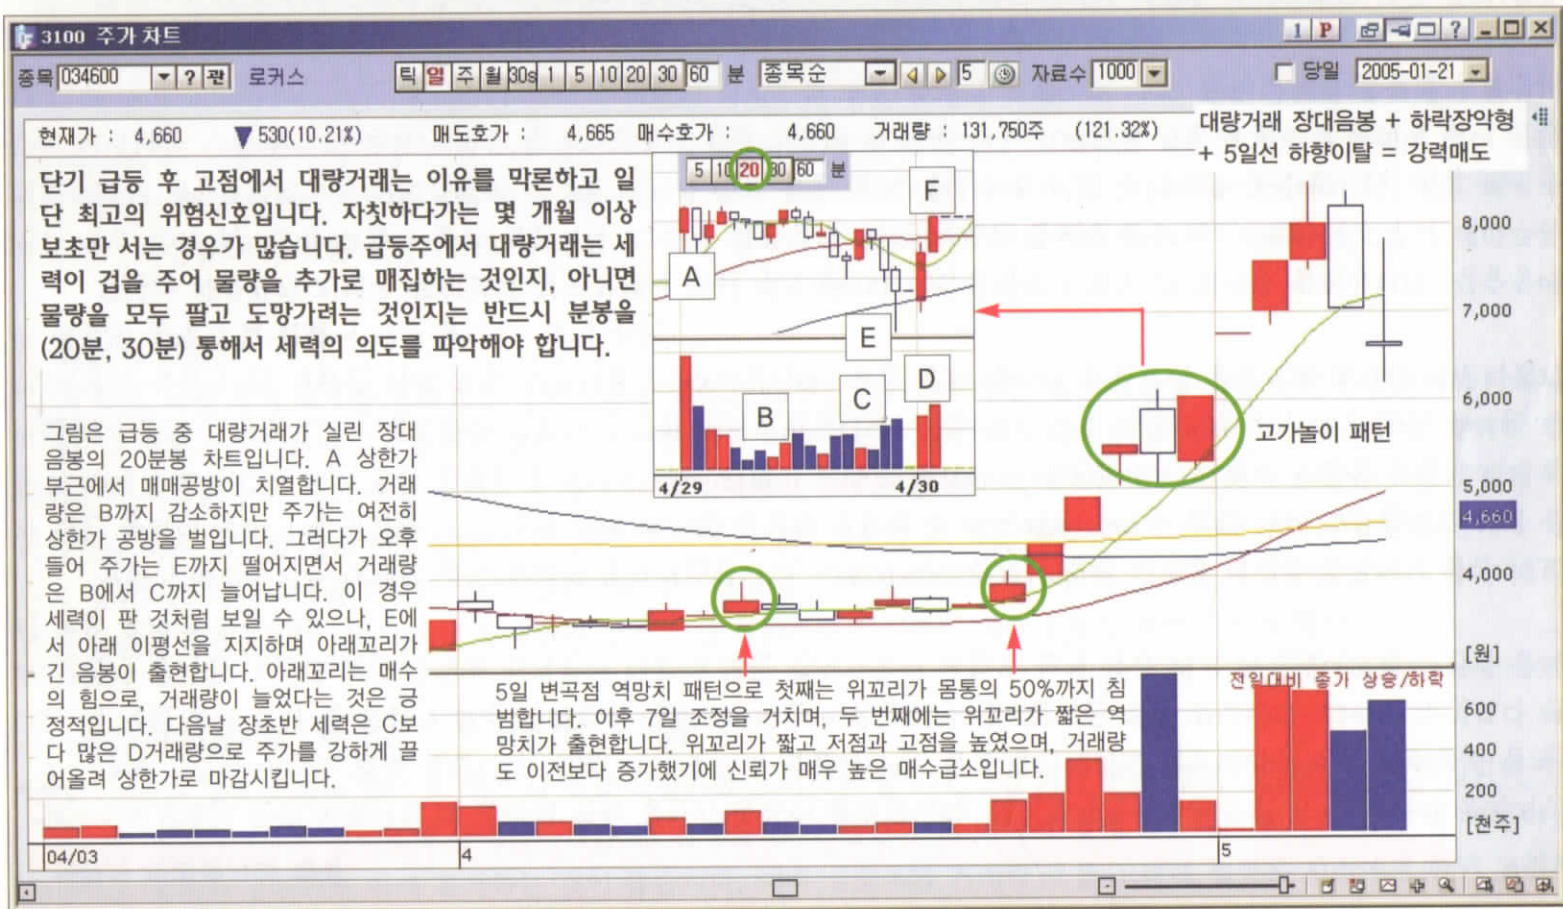 3100 주가 차트
1 P
종목 034600 ? 관 로커스 틱 일 주 월 30s 1 5 10 20 30 60 분 종목순 5 자료수 1000 당일 2005-01-21
현재가 : 4,660 ▼ 530(10.21%) 매도호가 : 4,665 매수호가 : 4,660 거래량 : 131,750주 (121.32%)
대량거래 장대음봉 + 하락장악형
+ 5일선 하향이탈 = 강력매도
단기 급등 후 고점에서 대량거래는 이유를 막론하고 일
단 최고의 위험신호입니다. 자칫하다가는 몇 개월 이상
보초만 서는 경우가 많습니다. 급등주에서 대량거래는 세
력이 겁을 주어 물량을 추가로 매집하는 것인지, 아니면
물량을 모두 팔고 도망가려는 것인지는 반드시 분봉을
(20분, 30분) 통해서 세력의 의도를 파악해야 합니다.
5 10 20 30 60 분
F
A
E
D
C
B
4/29 4/30
그림은 급등 중 대량거래가 실린 장대
음봉의 20분봉 차트입니다. A 상한가
부근에서 매매공방이 치열합니다. 거래
량은 B까지 감소하지만 주가는 여전히
상한가 공방을 벌입니다. 그러다가 오후
들어 주가는 E까지 떨어지면서 거래량
은 B에서 C까지 늘어납니다. 이 경우
세력이 판 것처럼 보일 수 있으나, E에
서 아래 이평선을 지지하며 아래꼬리가
긴 음봉이 출현합니다. 아래꼬리는 매수
의 힘으로, 거래량이 늘었다는 것은 긍
정적입니다. 다음날 장초반 세력은 C보
다 많은 D거래량으로 주가를 강하게 끌
어올려 상한가로 마감시킵니다.
고가놀이 패턴
8,000
7,000
6,000
5,000
4,660
4,000
[원]
전일대비 종가 상승/하락
5일 변곡점 역망치 패턴으로 첫째는 위꼬리가 몸통의 50%까지 침
범합니다. 이후 7일 조정을 거치며, 두 번째에는 위꼬리가 짧은 역
망치가 출현합니다. 위꼬리가 짧고 저점과 고점을 높였으며, 거래량
도 이전보다 증가했기에 신뢰가 매우 높은 매수급소입니다.
600
400
200
[천주]
04/03 4 5